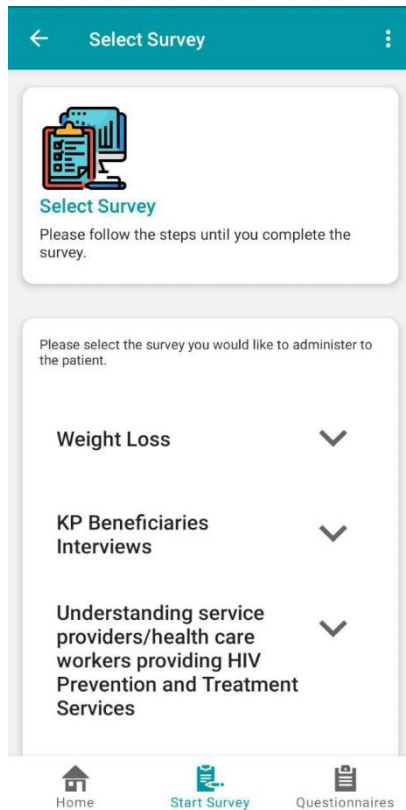 Select Survey
Select Survey
Please follow the steps until you complete the
survey.
Please select the survey you would like to administer to
the patient.
Weight Loss
KP Beneficiaries
Interviews
Understanding service
providers/health care
workers providing HIV
Prevention and Treatment
Services
Home
Start Survey
Questionnaires